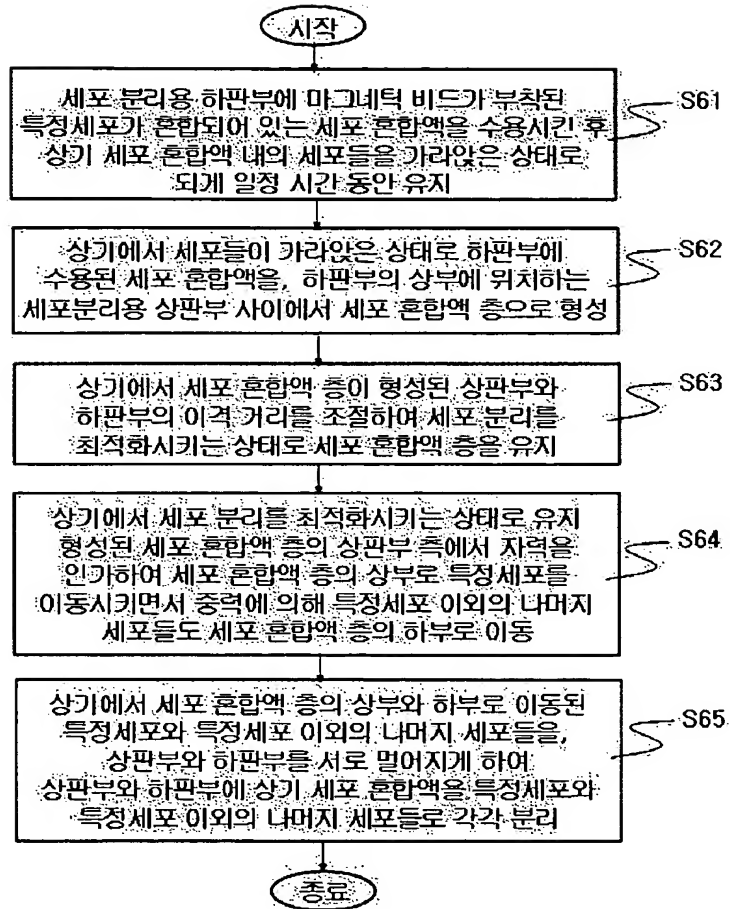 시작
세포 분리용 하판부에 마그네틱 비드가 부착된
특정세포가 혼합되어 있는 세포 혼합액을 수용시킨 후
상기 세포 혼합액 내의 세포들을 가라앉은 상태로
되게 일정 시간 동안 유지
S61
상기에서 세포들이 가라앉은 상태로 하판부에
수용된 세포 혼합액을, 하판부의 상부에 위치하는
세포분리용 상판부 사이에서 세포 혼합액 층으로 형성
S62
상기에서 세포 혼합액 층이 형성된 상판부와
하판부의 이격 거리를 조절하여 세포 분리를
최적화시키는 상태로 세포 혼합액 층을 유지
S63
상기에서 세포 분리를 최적화시키는 상태로 유지
형성된 세포 혼합액 층의 상판부 측에서 자력을
인가하여 세포 혼합액 층의 상부로 특정세포를
이동시키면서 중력에 의해 특정세포 이외의 나머지
세포들도 세포 혼합액 층의 하부로 이동
S64
상기에서 세포 혼합액 층의 상부와 하부로 이동된
특정세포와 특정세포 이외의 나머지 세포들을,
상판부와 하판부를 서로 멀어지게 하여
상판부와 하판부에 상기 세포 혼합액을 특정세포와
특정세포 이외의 나머지 세포들로 각각 분리
S65
종료